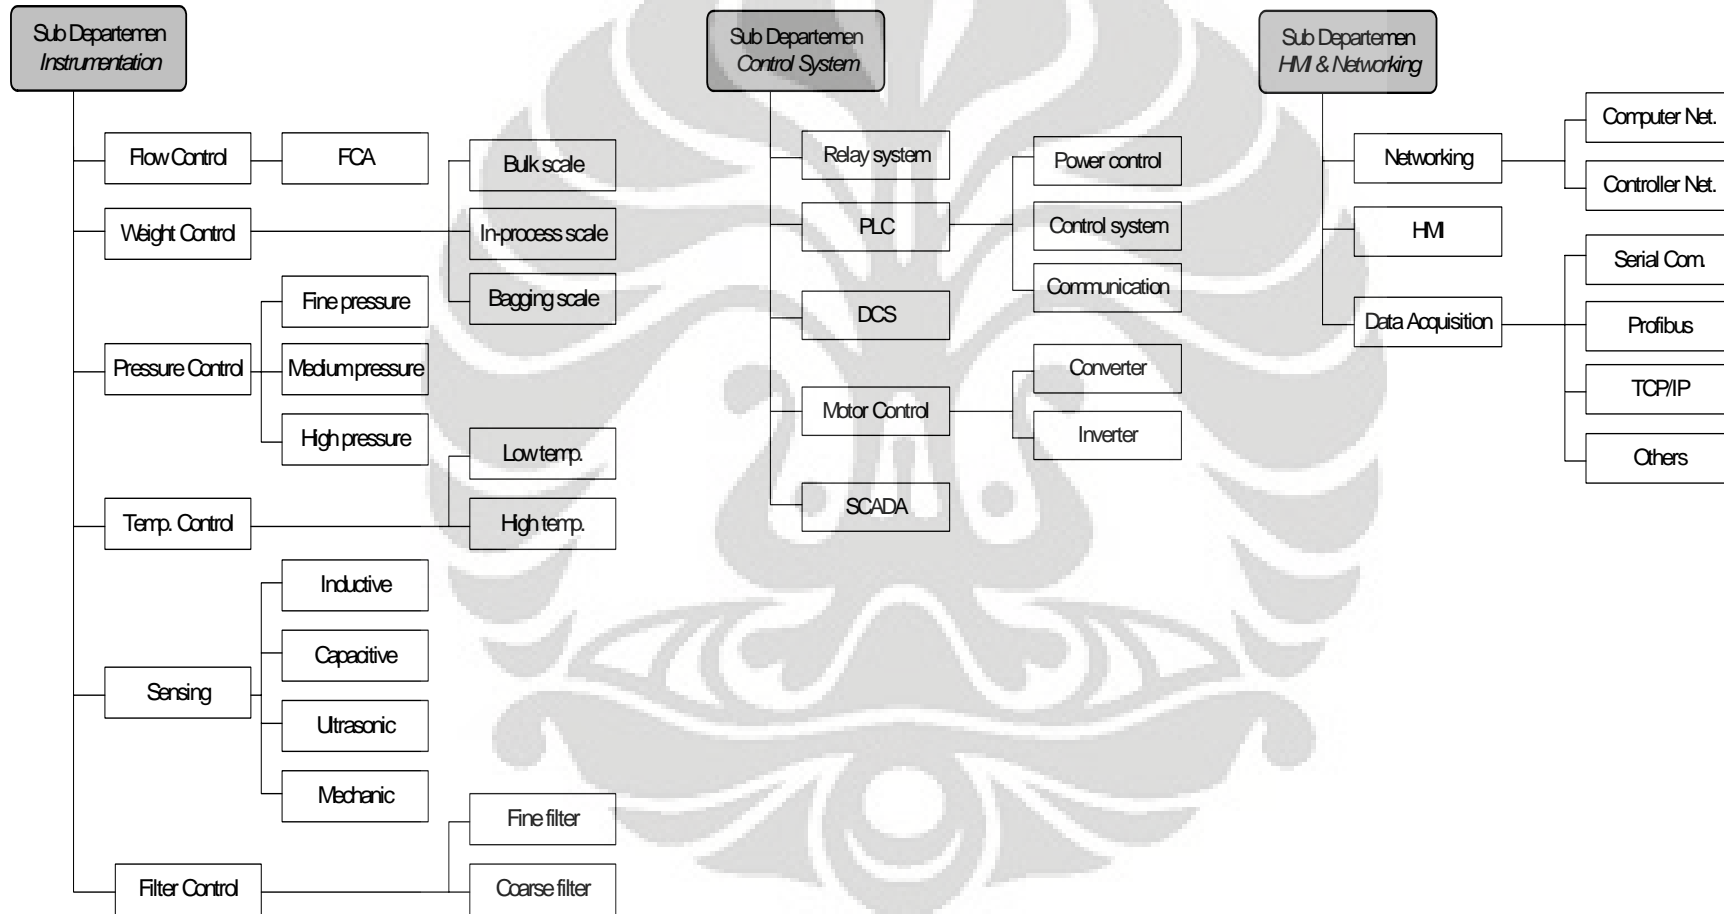 Sub Departemen
Instrumentation
Flow Control
FCA
Weight Control
Bulk scale
In-process scale
Bagging scale
Pressure Control
Fine pressure
Medium pressure
High pressure
Temp. Control
Low temp.
High temp.
Sensing
Inductive
Capacitive
Ultrasonic
Mechanic
Filter Control
Fine filter
Coarse filter
Sub Departemen
Control System
Relay system
PLC
Power control
Control system
Communication
DCS
Motor Control
Converter
Inverter
SCADA
Sub Departemen
HMI & Networking
Networking
Computer Net.
Controller Net.
HMI
Data Acquisition
Serial Com.
Profibus
TCP/IP
Others